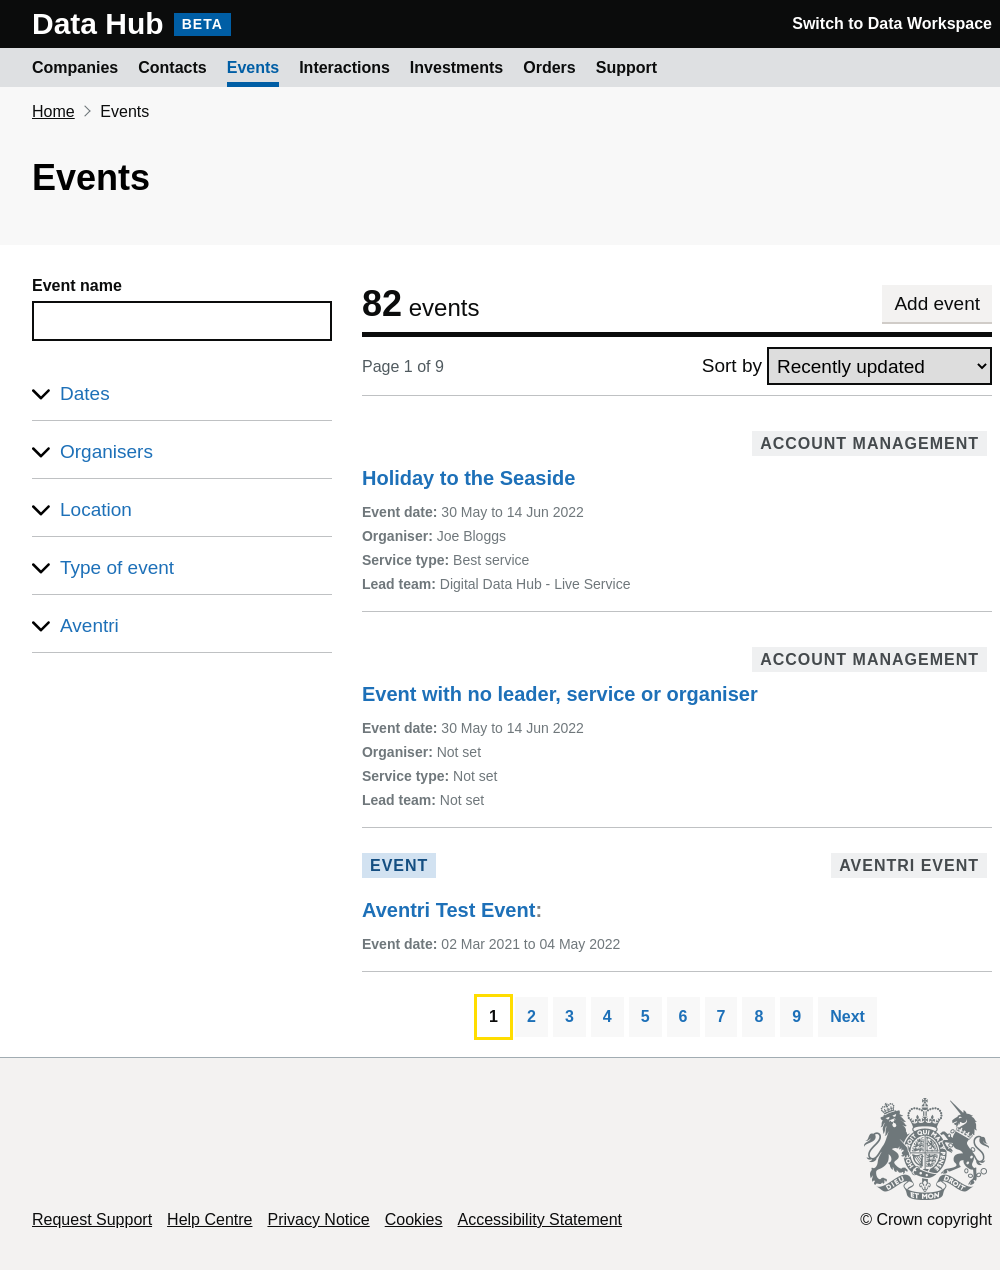 Data Hub BETA Switch to Data Workspace
Companies Contacts Events Interactions Investments Orders Support
Home Events
Events
Event name
Dates
Organisers
Location
Type of event
Aventri
82 events Add event
Page 1 of 9 Sort by Recently updated
ACCOUNT MANAGEMENT
Holiday to the Seaside
Event date: 30 May to 14 Jun 2022
Organiser: Joe Bloggs
Service type: Best service
Lead team: Digital Data Hub - Live Service
ACCOUNT MANAGEMENT
Event with no leader, service or organiser
Event date: 30 May to 14 Jun 2022
Organiser: Not set
Service type: Not set
Lead team: Not set
EVENT AVENTRI EVENT
Aventri Test Event:
Event date: 02 Mar 2021 to 04 May 2022
1 2 3 4 5 6 7 8 9 Next
DIEU ET MON DROIT
Request Support Help Centre Privacy Notice Cookies Accessibility Statement © Crown copyright